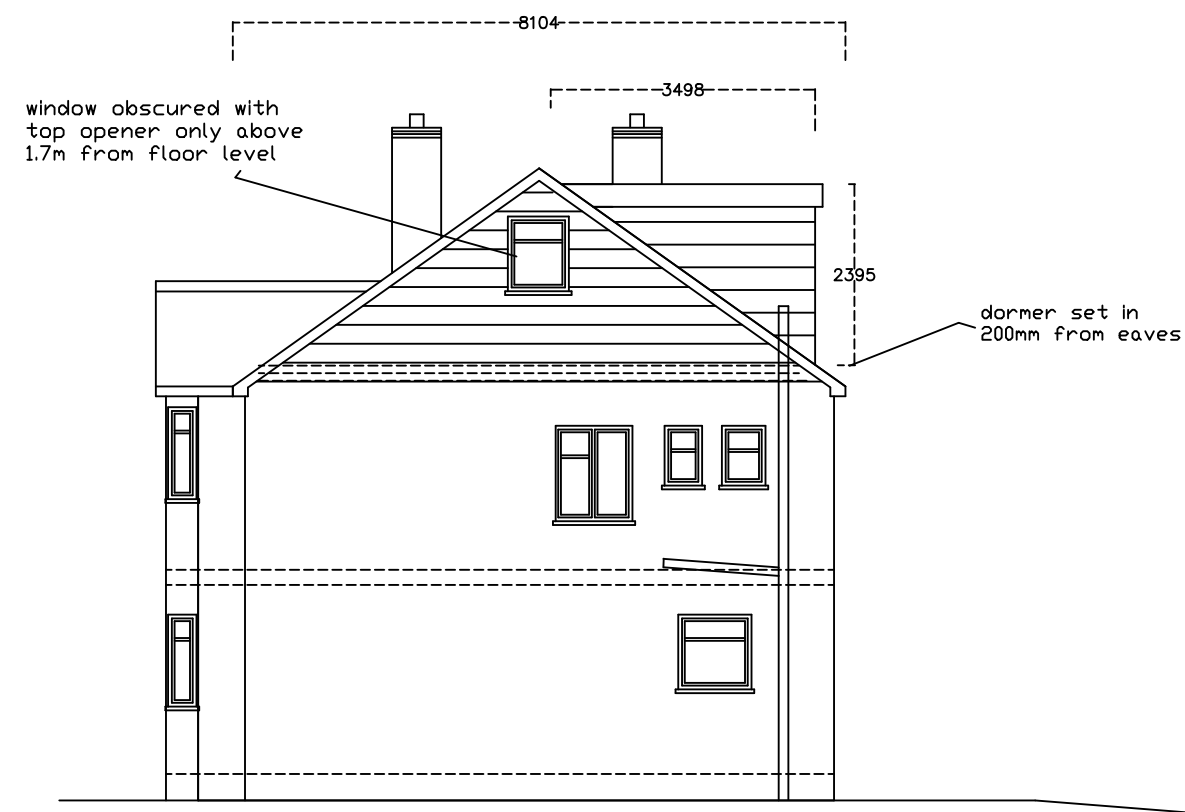 8104
3498
window obscured with
top opener only above
1.7m from floor level
2395
dormer set in
200mm from eaves